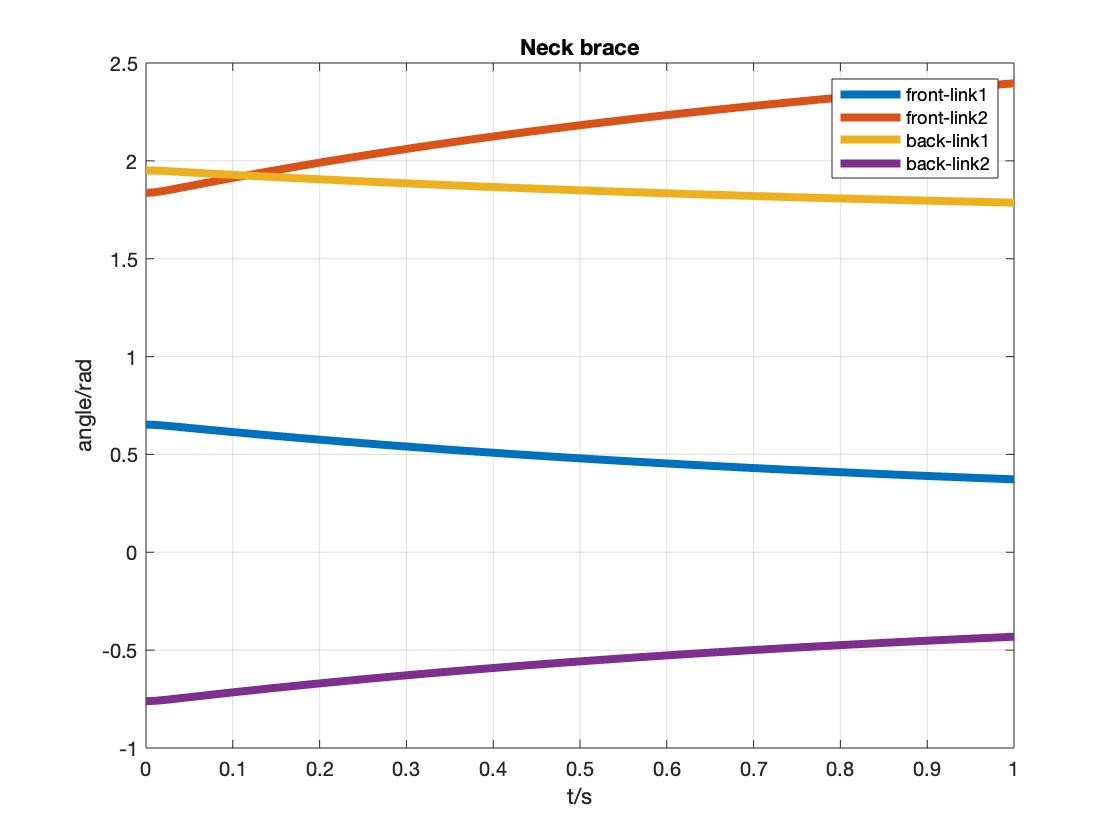 Neck brace
2.5
2
1.5
1
0.5
0
-0.5
-1
angle/rad
front-link1
front-link2
back-link1
back-link2
0 0.1 0.2 0.3 0.4 0.5 0.6 0.7 0.8 0.9 1
t/s